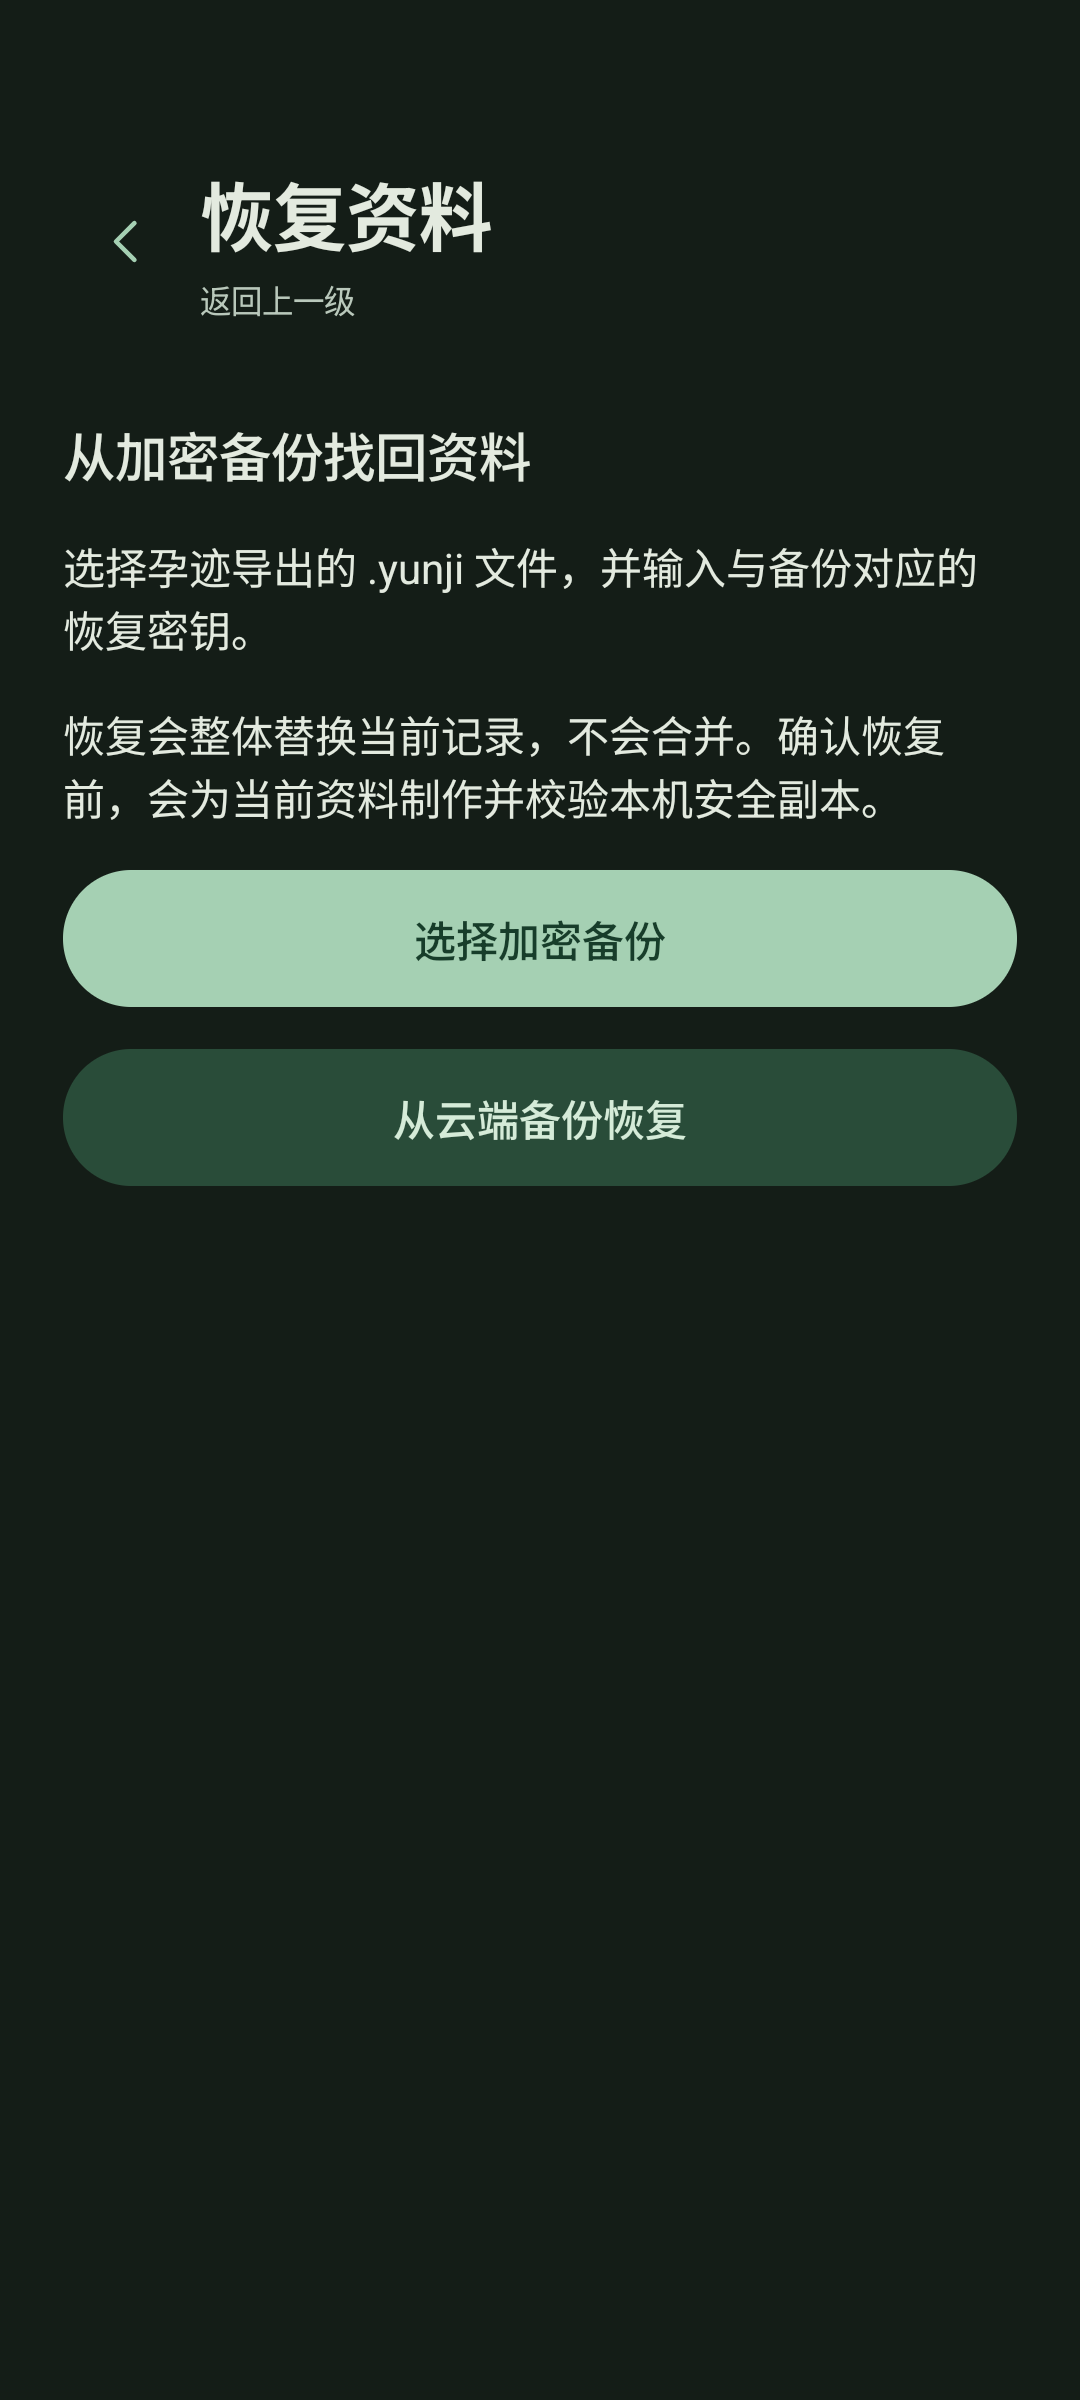 恢复资料
返回上一级
从加密备份找回资料
选择孕迹导出的 .yunji 文件，并输入与备份对应的
恢复密钥。
恢复会整体替换当前记录，不会合并。确认恢复
前，会为当前资料制作并校验本机安全副本。
选择加密备份
从云端备份恢复